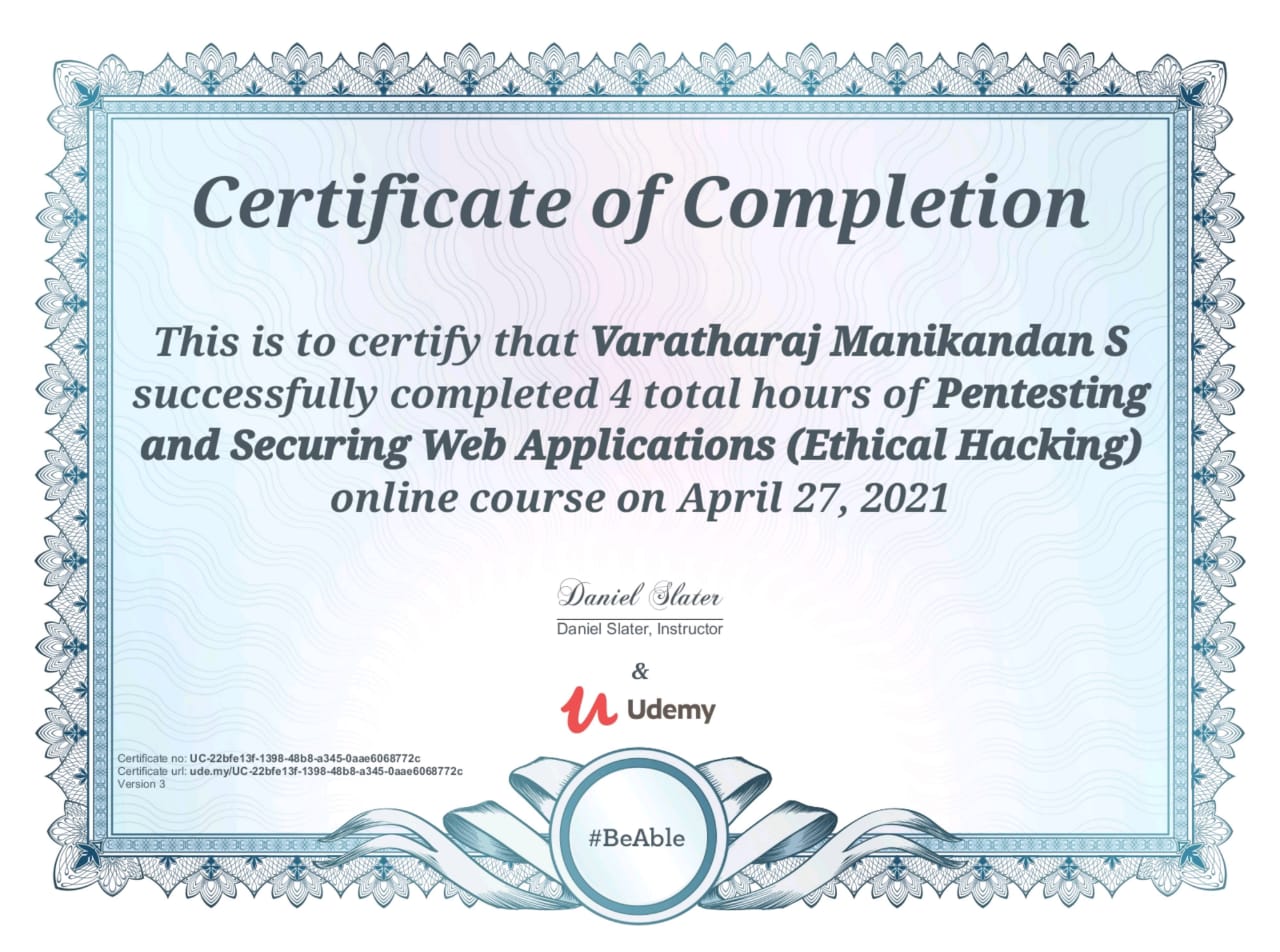 Certificate of Completion
This is to certify that Varatharaj Manikandan S
successfully completed 4 total hours of Pentesting
and Securing Web Applications (Ethical Hacking)
online course on April 27, 2021
Daniel Slater
Daniel Slater, Instructor
&
Udemy
Certificate no: UC-22bfe13f-1398-48b8-a345-0aae6068772c
Certificate url: ude.my/UC-22bfe13f-1398-48b8-a345-0aae6068772c
Version 3
#BeAble